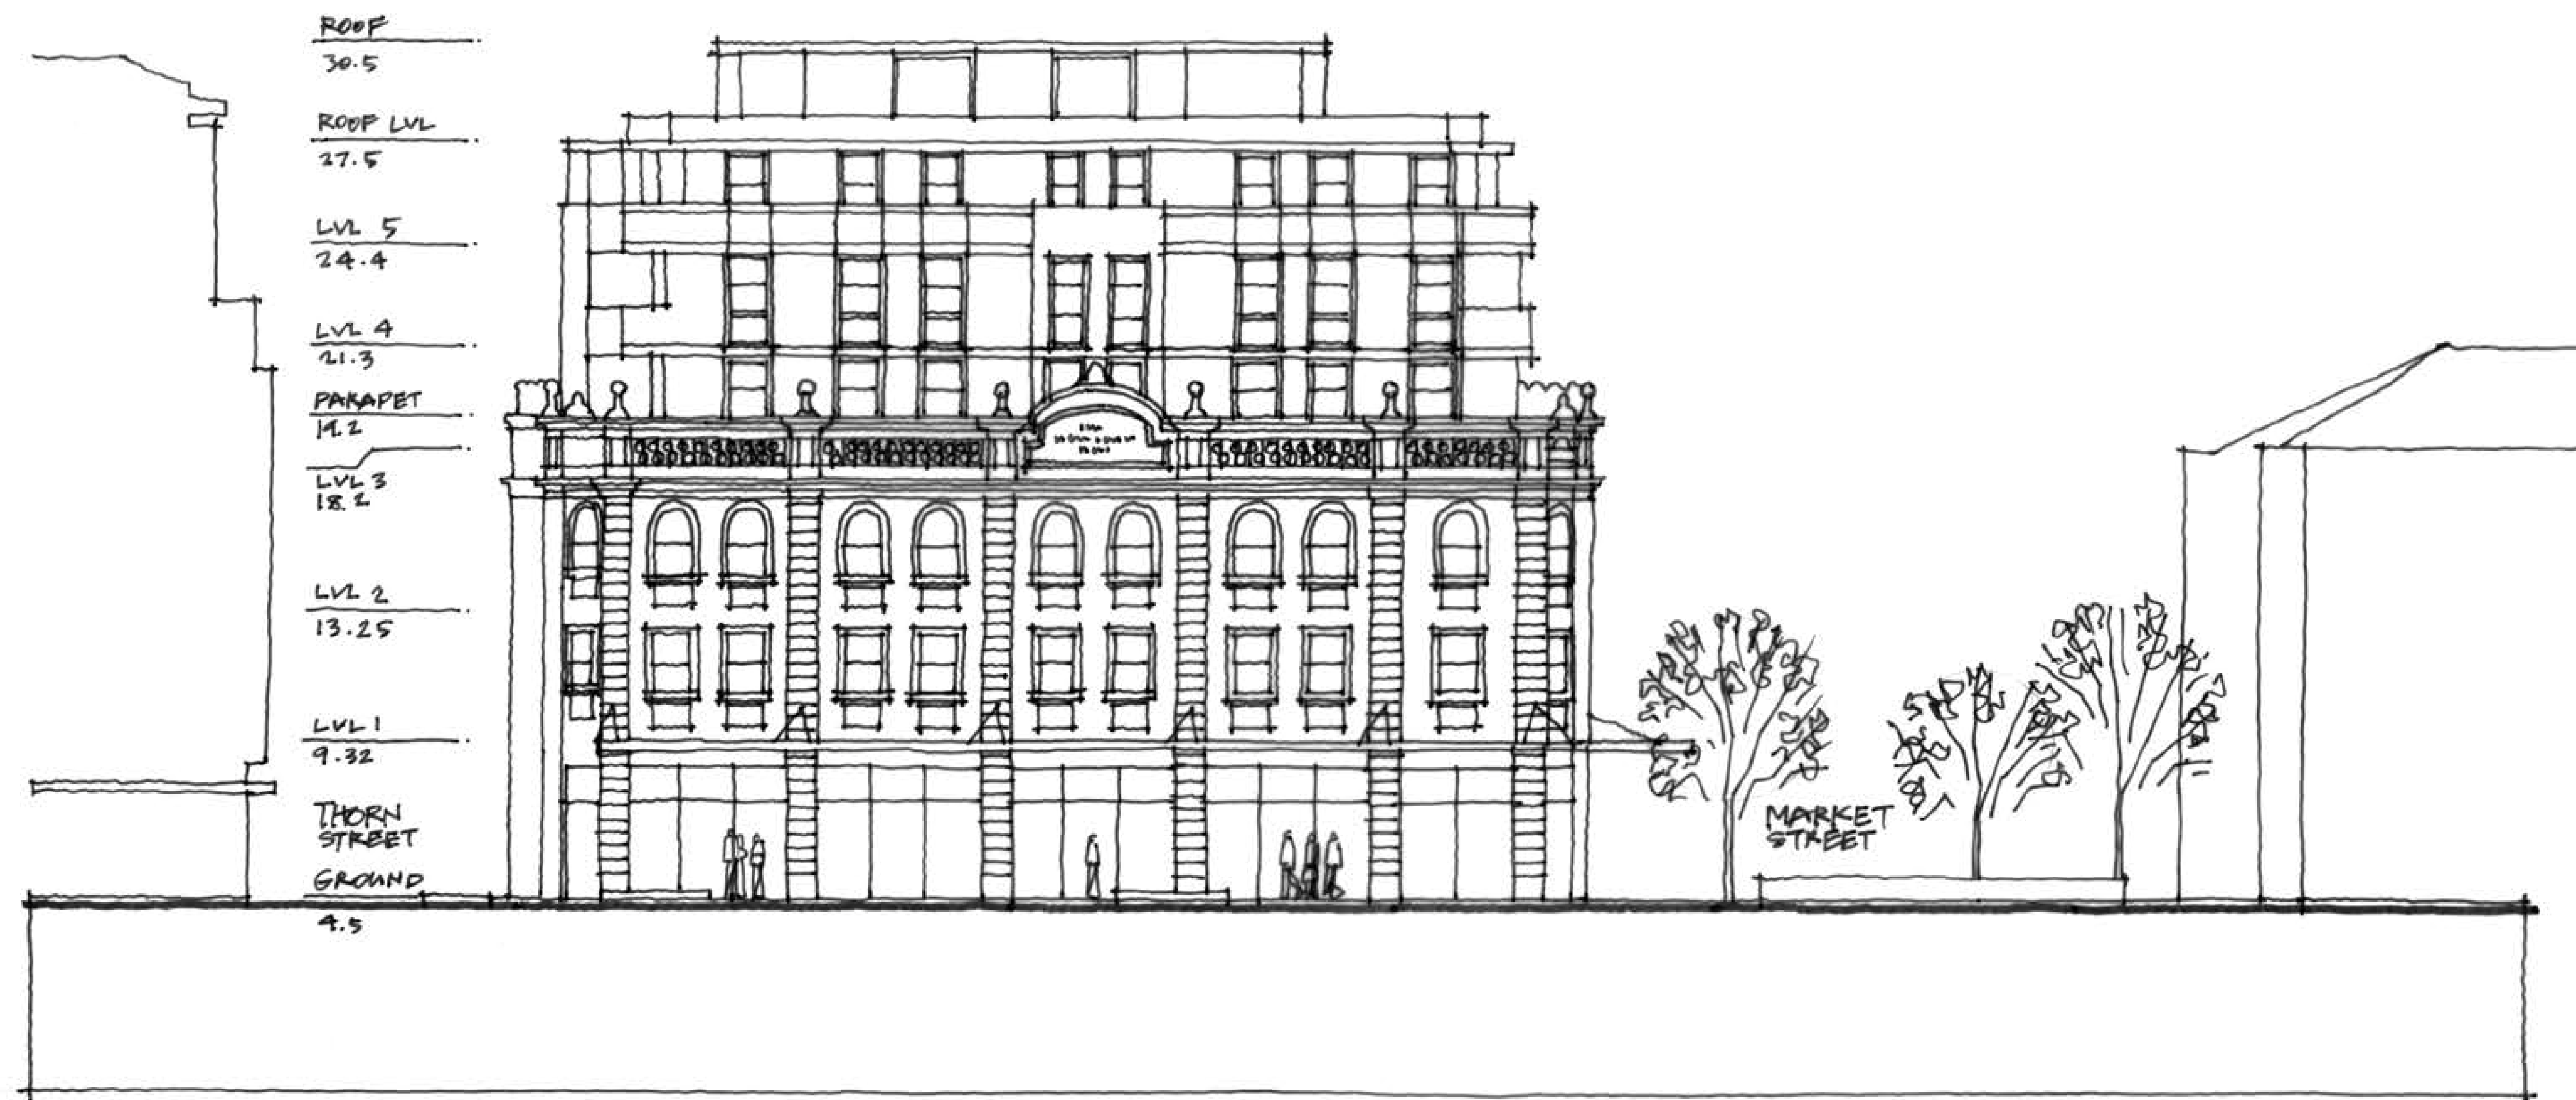 ROOF
30.5
ROOF LVL
27.5
LVL 5
24.4
LVL 4
21.3
PARAPET
19.2
LVL 3
18.2
LVL 2
13.25
LVL 1
9.32
THORN
STREET
GROUND
4.5
MARKET
STREET